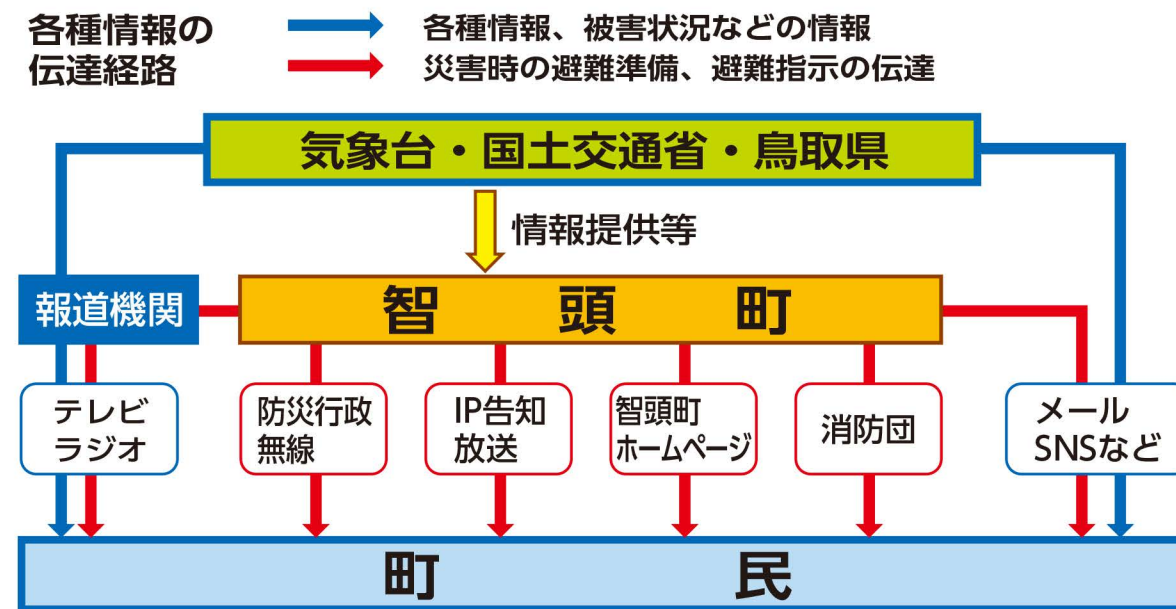 各種情報の
伝達経路
各種情報、被害状況などの情報
災害時の避難準備、避難指示の伝達
気象台・国土交通省・鳥取県
情報提供等
報道機関
智頭町
テレビ
ラジオ
防災行政
無線
IP告知
放送
智頭町
ホームページ
消防団
メール
SNSなど
町民